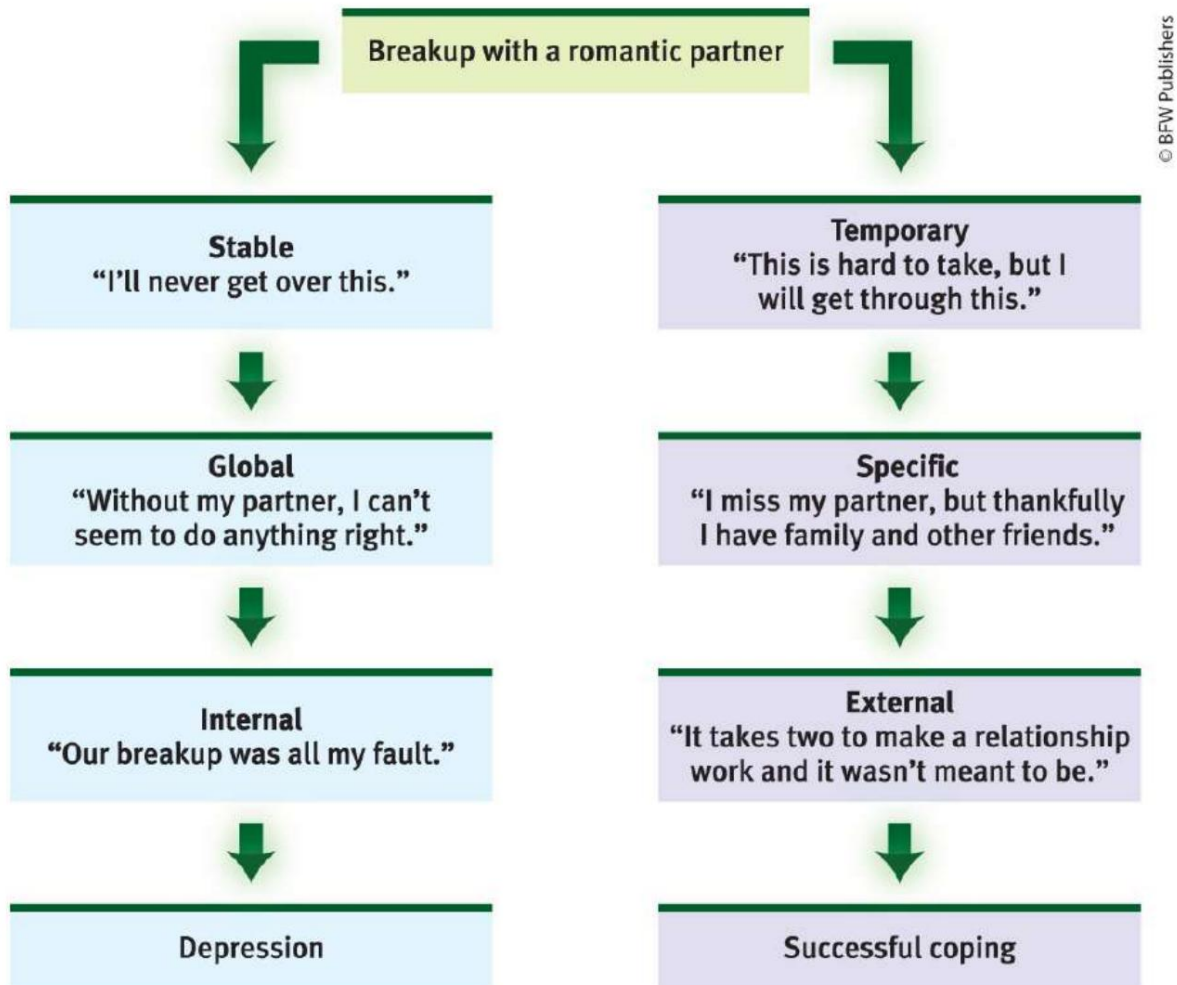 Breakup with a romantic partner
© BFW Publishers
Stable
“I’ll never get over this.”
Temporary
“This is hard to take, but I
will get through this.”
Global
“Without my partner, I can’t
seem to do anything right.”
Specific
“I miss my partner, but thankfully
I have family and other friends.”
Internal
“Our breakup was all my fault.”
External
“It takes two to make a relationship
work and it wasn’t meant to be.”
Depression
Successful coping